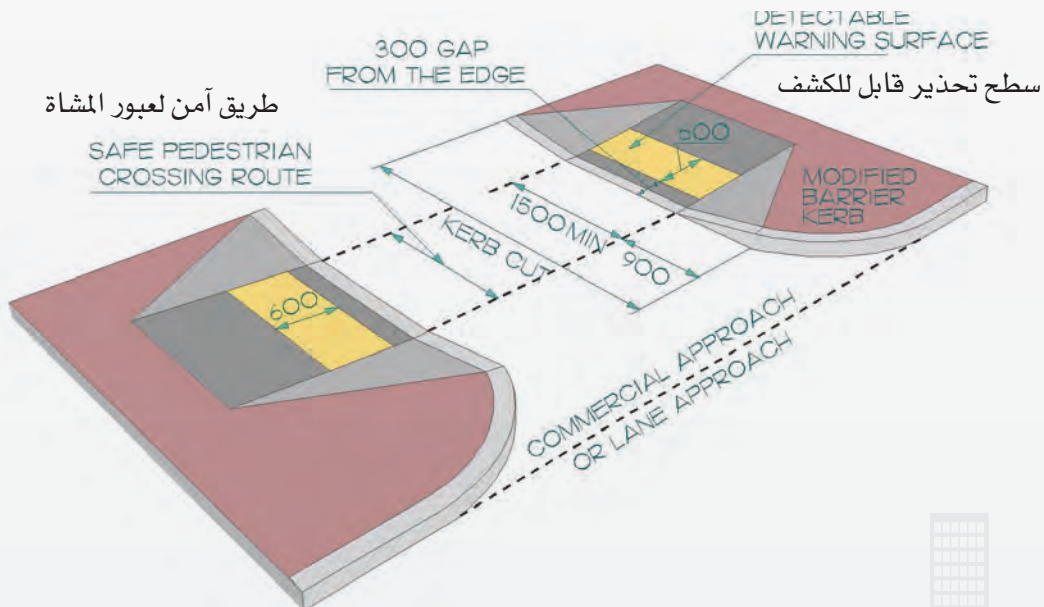 DETECTABLE
WARNING SURFACE
سطح تحذير قابل للكشف
300 GAP
FROM THE EDGE
طريق آمن لعبور المشاة
SAFE PEDESTRIAN
CROSSING ROUTE
600
MODIFIED
BARRIER
KERB
1500 MIN
900
KERB CUT
600
COMMERCIAL APPROACH
OR LANE APPROACH